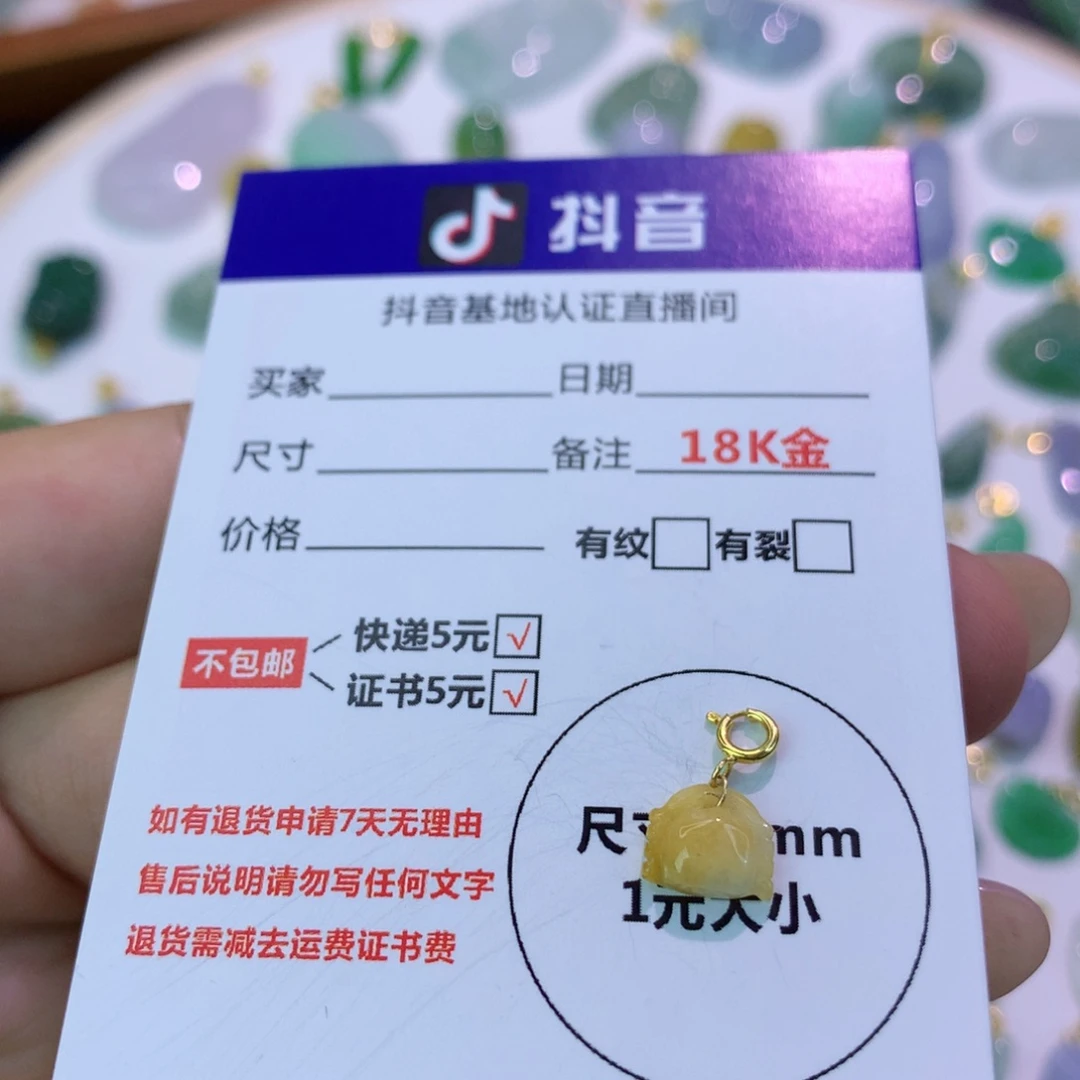 抖音
抖音基地认证直播间
买家 日期
尺寸 备注 18K金
价格 有纹 有裂
不包邮 快递5元 √
证书5元 √
如有退货申请7天无理由
售后说明请勿写任何文字
退货需减去运费证书费
尺 mm
1元大小